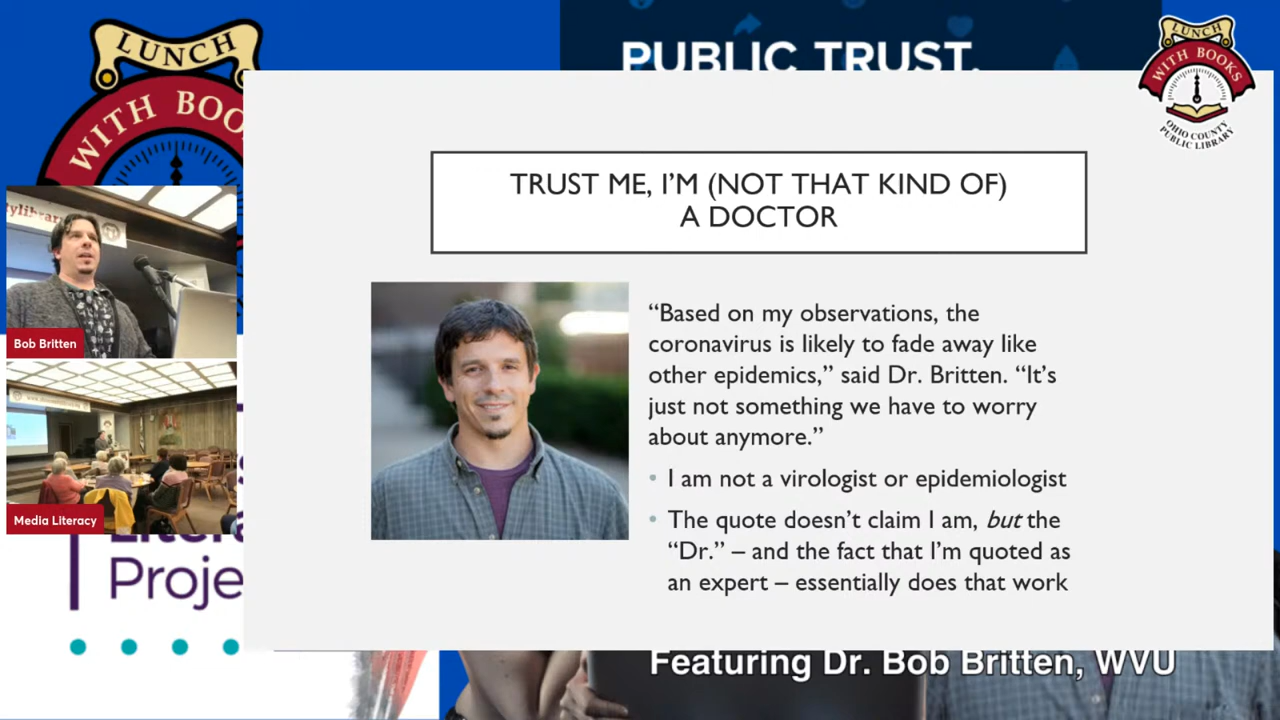 LUNCH
WITH BOO
PUBLIC TRUST.
LUNCH
WITH BOOKS
OHIO COUNTY
PUBLIC LIBRARY
TRUST ME, I’M (NOT THAT KIND OF)
A DOCTOR
“Based on my observations, the
coronavirus is likely to fade away like
other epidemics,” said Dr. Britten. “It’s
just not something we have to worry
about anymore.”
• I am not a virologist or epidemiologist
• The quote doesn’t claim I am, but the
“Dr.” – and the fact that I’m quoted as
an expert – essentially does that work
Bob Britten
Media Literacy
Proje
Featuring Dr. Bob Britten, WVU